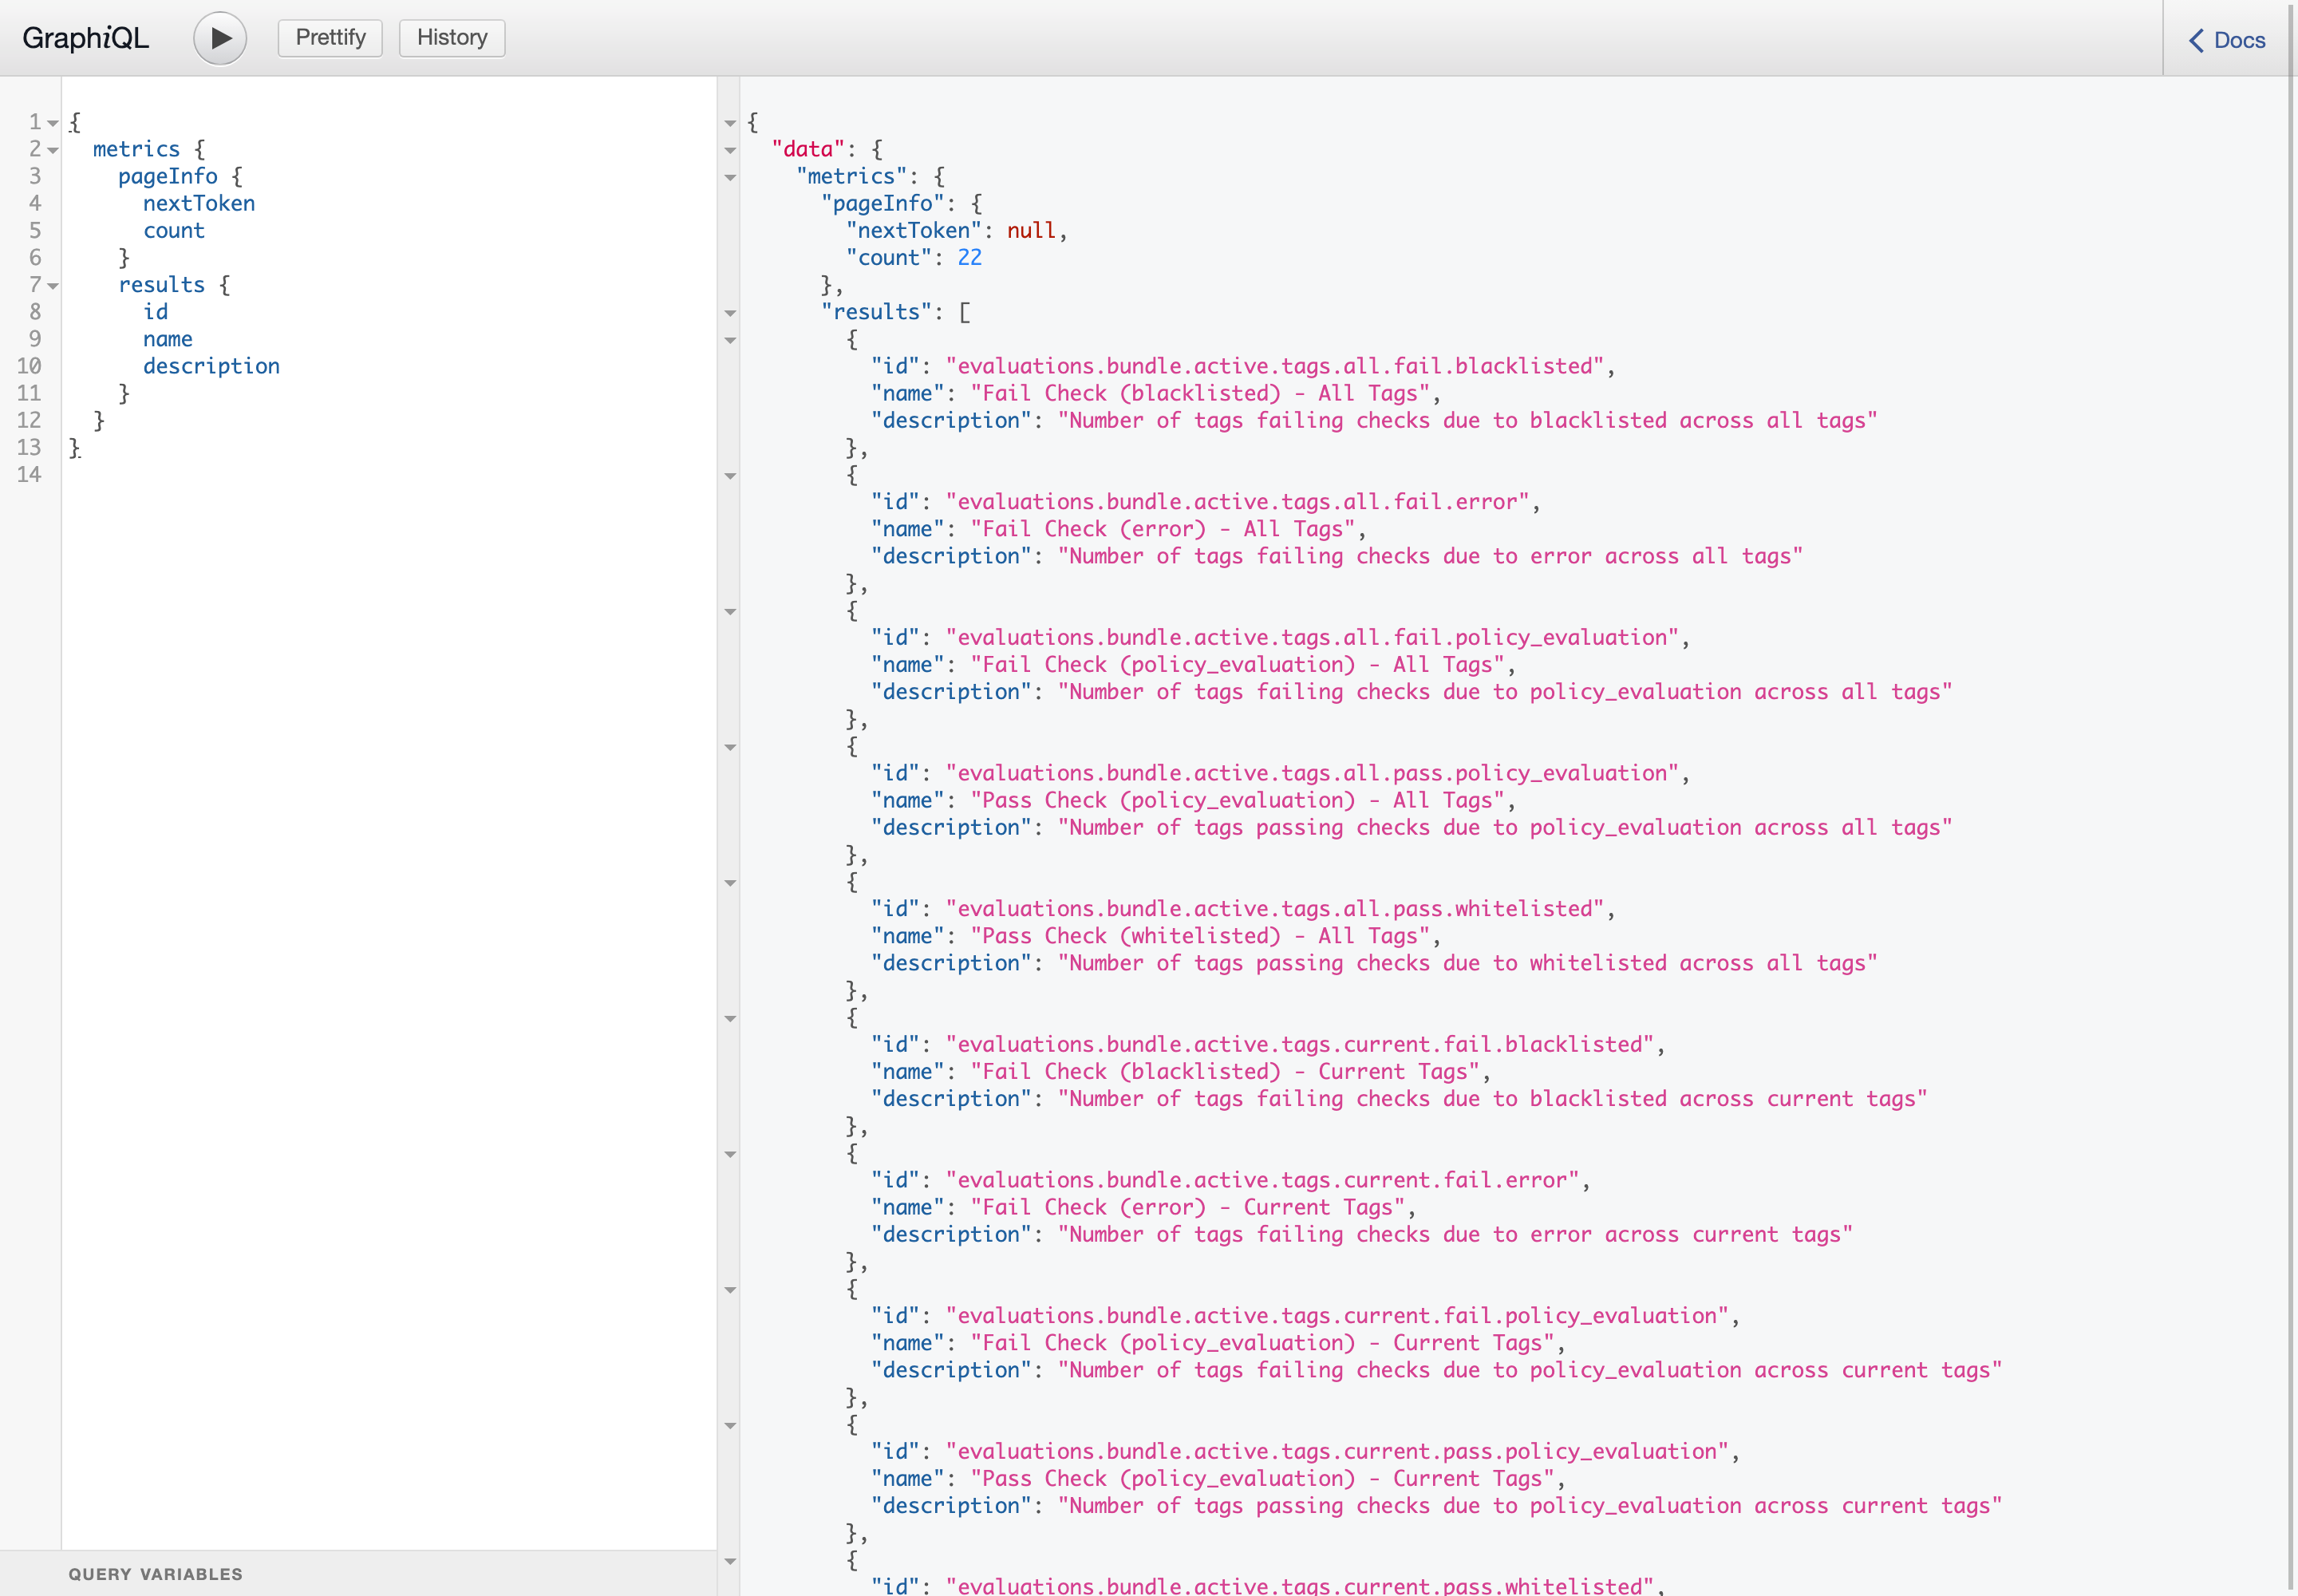 GraphiQL Prettify History Docs
1 {
2 metrics {
3 pageInfo {
4 nextToken
5 count
6 }
7 results {
8 id
9 name
10 description
11 }
12 }
13 }
14
QUERY VARIABLES
{
"data": {
"metrics": {
"pageInfo": {
"nextToken": null,
"count": 22
},
"results": [
{
"id": "evaluations.bundle.active.tags.all.fail.blacklisted",
"name": "Fail Check (blacklisted) - All Tags",
"description": "Number of tags failing checks due to blacklisted across all tags"
},
{
"id": "evaluations.bundle.active.tags.all.fail.error",
"name": "Fail Check (error) - All Tags",
"description": "Number of tags failing checks due to error across all tags"
},
{
"id": "evaluations.bundle.active.tags.all.fail.policy_evaluation",
"name": "Fail Check (policy_evaluation) - All Tags",
"description": "Number of tags failing checks due to policy_evaluation across all tags"
},
{
"id": "evaluations.bundle.active.tags.all.pass.policy_evaluation",
"name": "Pass Check (policy_evaluation) - All Tags",
"description": "Number of tags passing checks due to policy_evaluation across all tags"
},
{
"id": "evaluations.bundle.active.tags.all.pass.whitelisted",
"name": "Pass Check (whitelisted) - All Tags",
"description": "Number of tags passing checks due to whitelisted across all tags"
},
{
"id": "evaluations.bundle.active.tags.current.fail.blacklisted",
"name": "Fail Check (blacklisted) - Current Tags",
"description": "Number of tags failing checks due to blacklisted across current tags"
},
{
"id": "evaluations.bundle.active.tags.current.fail.error",
"name": "Fail Check (error) - Current Tags",
"description": "Number of tags failing checks due to error across current tags"
},
{
"id": "evaluations.bundle.active.tags.current.fail.policy_evaluation",
"name": "Fail Check (policy_evaluation) - Current Tags",
"description": "Number of tags failing checks due to policy_evaluation across current tags"
},
{
"id": "evaluations.bundle.active.tags.current.pass.policy_evaluation",
"name": "Pass Check (policy_evaluation) - Current Tags",
"description": "Number of tags passing checks due to policy_evaluation across current tags"
},
{
"id": "evaluations.bundle.active.tags.current.pass.whitelisted",